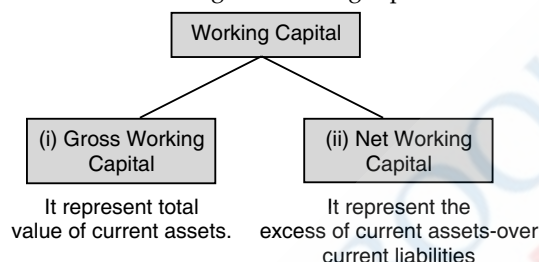 Working Capital
(i) Gross Working
Capital
It represent total
value of current assets.
(ii) Net Working
Capital
It represent the
excess of current assets-over
current liabilities